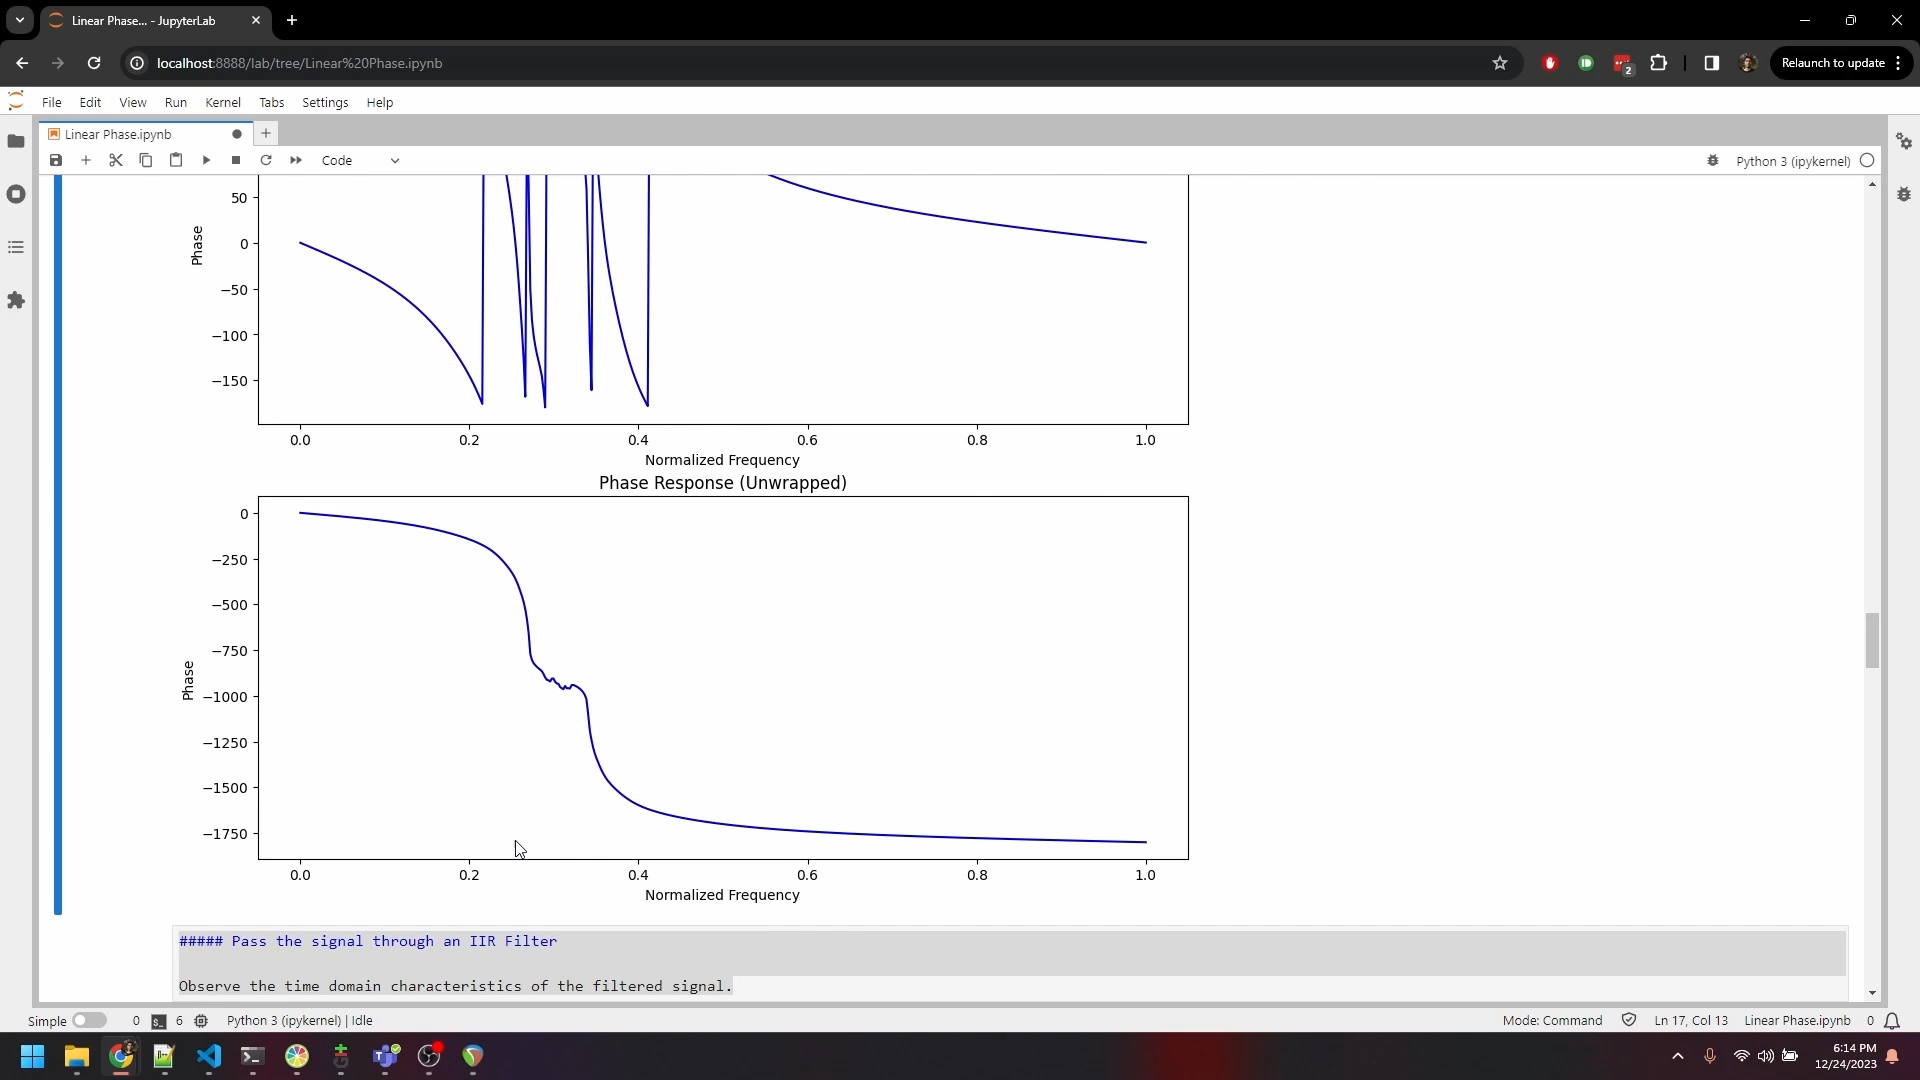 Linear Phase... - JupyterLab
localhost:8888/lab/tree/Linear%20Phase.ipynb
2
Relaunch to update
File Edit View Run Kernel Tabs Settings Help
Linear Phase.ipynb
Code
Python 3 (ipykernel)
50
0
−50
−100
−150
Phase
0.0 0.2 0.4 0.6 0.8 1.0
Normalized Frequency
Phase Response (Unwrapped)
0
−250
−500
−750
−1000
−1250
−1500
−1750
Phase
0.0 0.2 0.4 0.6 0.8 1.0
Normalized Frequency
##### Pass the signal through an IIR Filter
Observe the time domain characteristics of the filtered signal.
Simple 0 6 Python 3 (ipykernel) | Idle Mode: Command Ln 17, Col 13 Linear Phase.ipynb 0
6:14 PM
12/24/2023